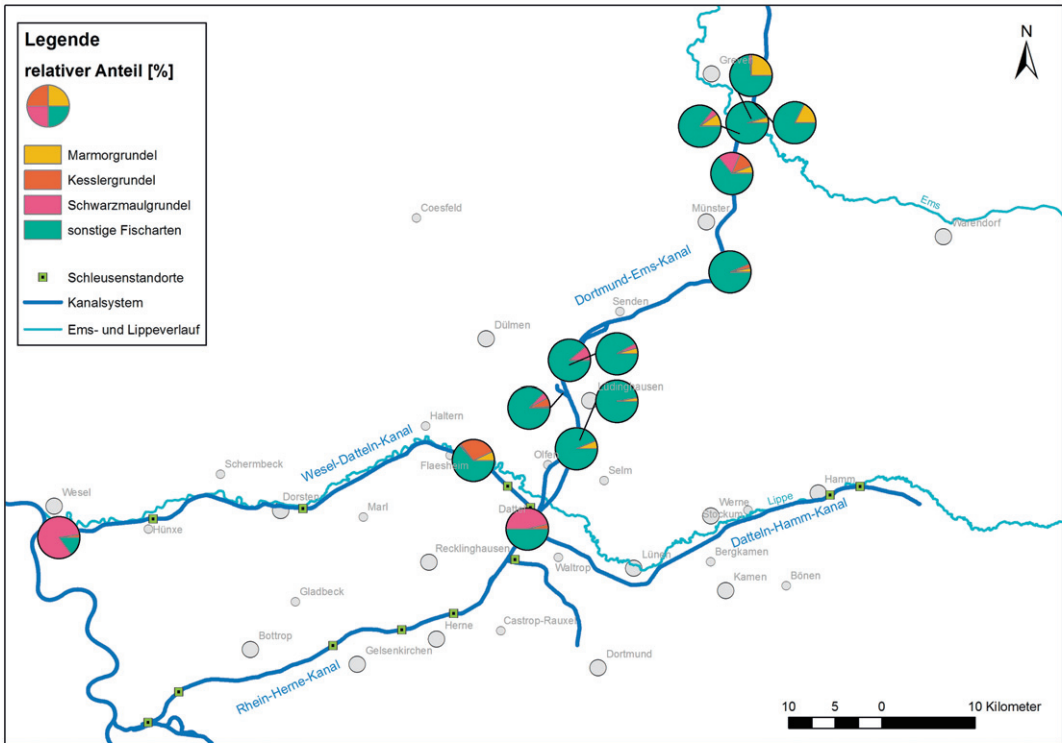 Legende
relativer Anteil [%]
Marmorgrundel
Kesslergrundel
Schwarzmaulgrundel
sonstige Fischarten
Schleusenstandorte
Kanalsystem
Ems- und Lippeverlauf
N
Greven
Ems
Warendorf
Münster
Coesfeld
Dortmund-Ems-Kanal
Senden
Dülmen
Lüdinghausen
Haltern
Wesel-Datteln-Kanal
Flaesheim
Olfen
Selm
Schermbeck
Wesel
Dorsten
Marl
Hünxe
Datteln
Hamm
Werne
Lippe
Stockum
Datteln-Hamm-Kanal
Recklinghausen
Waltrop
Lünen
Bergkamen
Kamen
Bönen
Gladbeck
Castrop-Rauxel
Herne
Bottrop
Gelsenkirchen
Dortmund
Rhein-Herne-Kanal
10 5 0 10 Kilometer